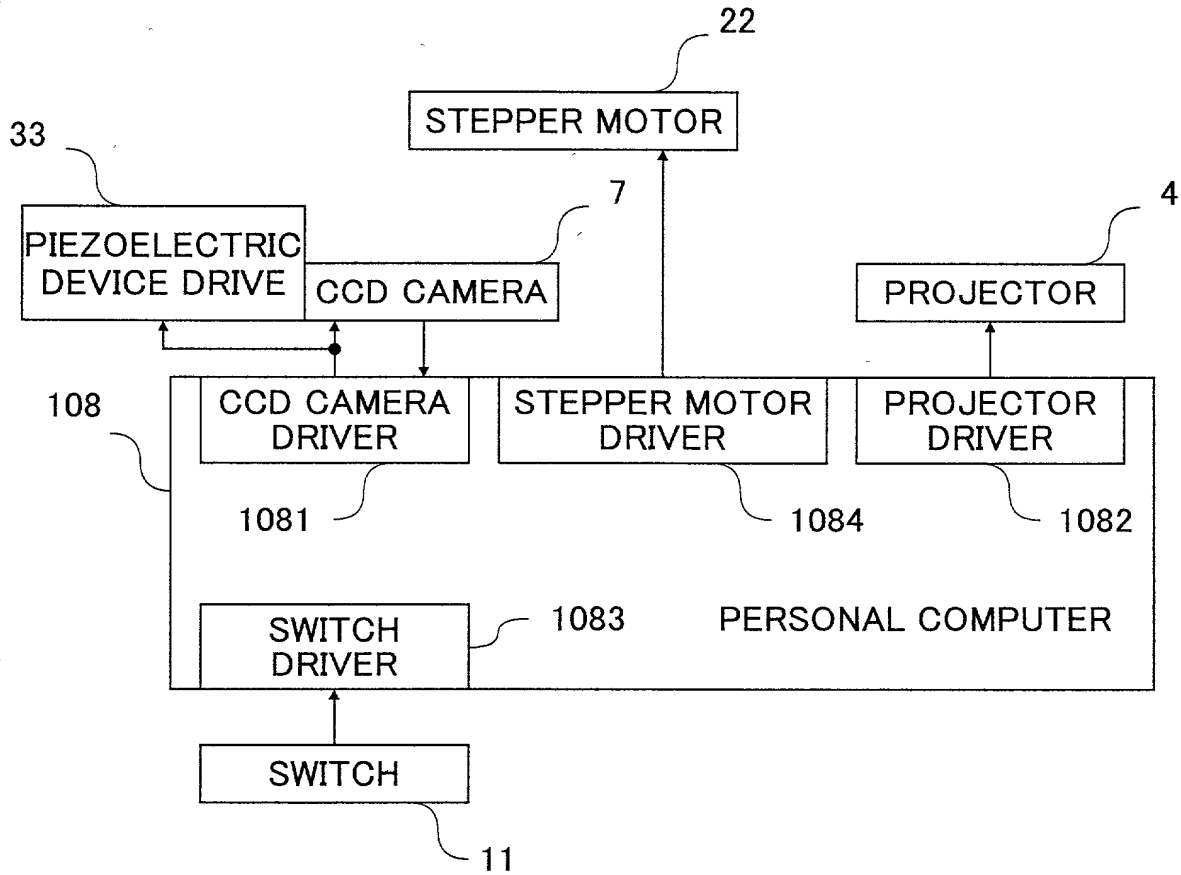 22
STEPPER MOTOR
33
7
4
PIEZOELECTRIC
DEVICE DRIVE
CCD CAMERA
PROJECTOR
108
CCD CAMERA
DRIVER
STEPPER MOTOR
DRIVER
PROJECTOR
DRIVER
1081
1084
1082
SWITCH
DRIVER
1083
PERSONAL COMPUTER
SWITCH
11